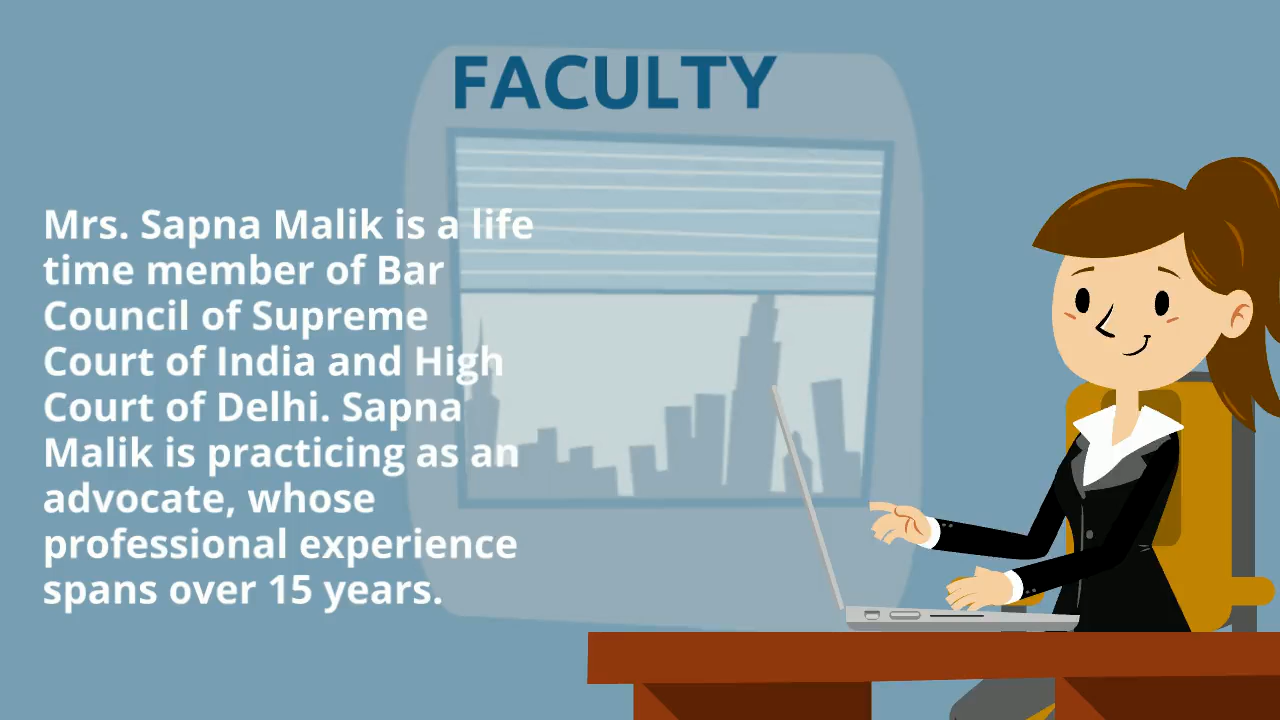 FACULTY
Mrs. Sapna Malik is a life
time member of Bar
Council of Supreme
Court of India and High
Court of Delhi. Sapna
Malik is practicing as an
advocate, whose
professional experience
spans over 15 years.